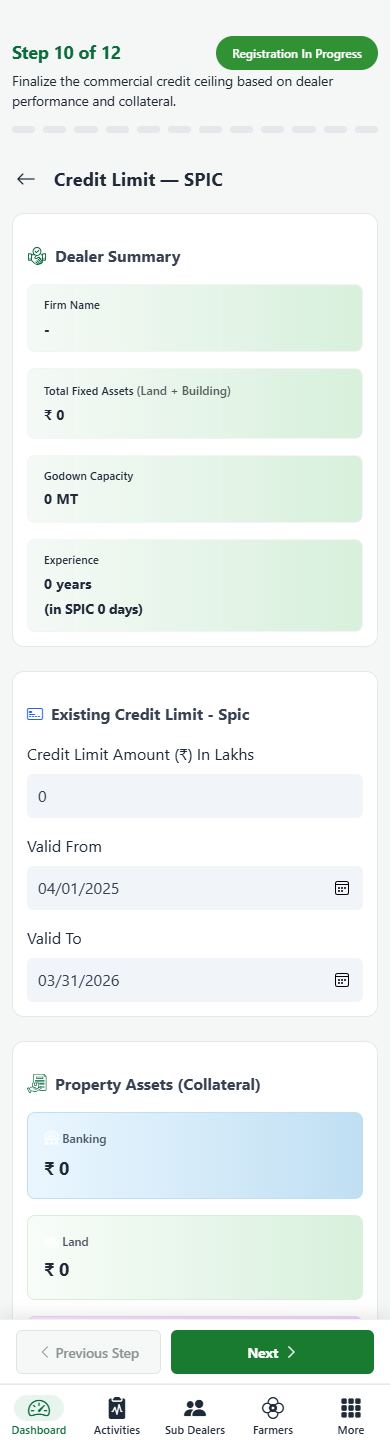 Step 10 of 12
Registration In Progress
Finalize the commercial credit ceiling based on dealer
performance and collateral.
Credit Limit — SPIC
Dealer Summary
Firm Name
-
Total Fixed Assets (Land + Building)
₹ 0
Godown Capacity
0 MT
Experience
0 years
(in SPIC 0 days)
Existing Credit Limit - Spic
Credit Limit Amount (₹) In Lakhs
0
Valid From
04/01/2025
Valid To
03/31/2026
Property Assets (Collateral)
Banking
₹ 0
Land
₹ 0
Previous Step
Next
Dashboard
Activities
Sub Dealers
Farmers
More